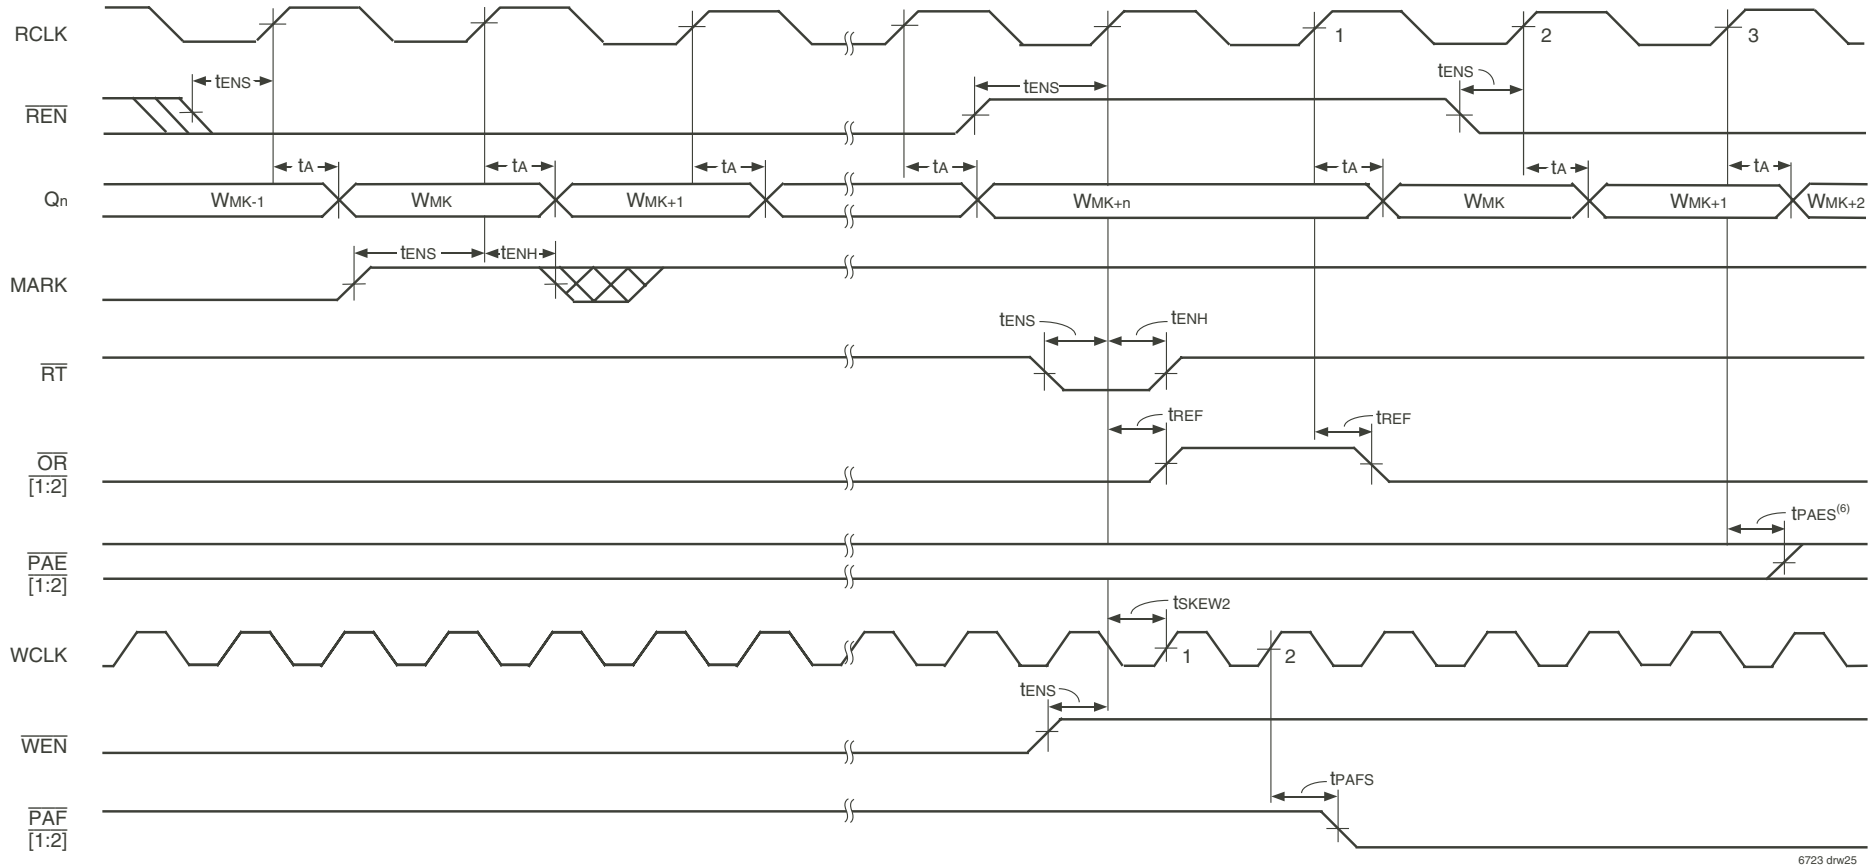 RCLK
1
2
3
tENS
tENS
tENS
REN
tA
tA
tA
tA
tA
tA
tA
Qn
WMK-1
WMK
WMK+1
WMK+n
WMK
WMK+1
WMK+2
tENS
tENH
MARK
tENS
tENH
RT
tREF
tREF
OR
[1:2]
tPAES(6)
PAE
[1:2]
tSKEW2
WCLK
1
2
tENS
WEN
tPAFS
PAF
[1:2]
6723 drw25